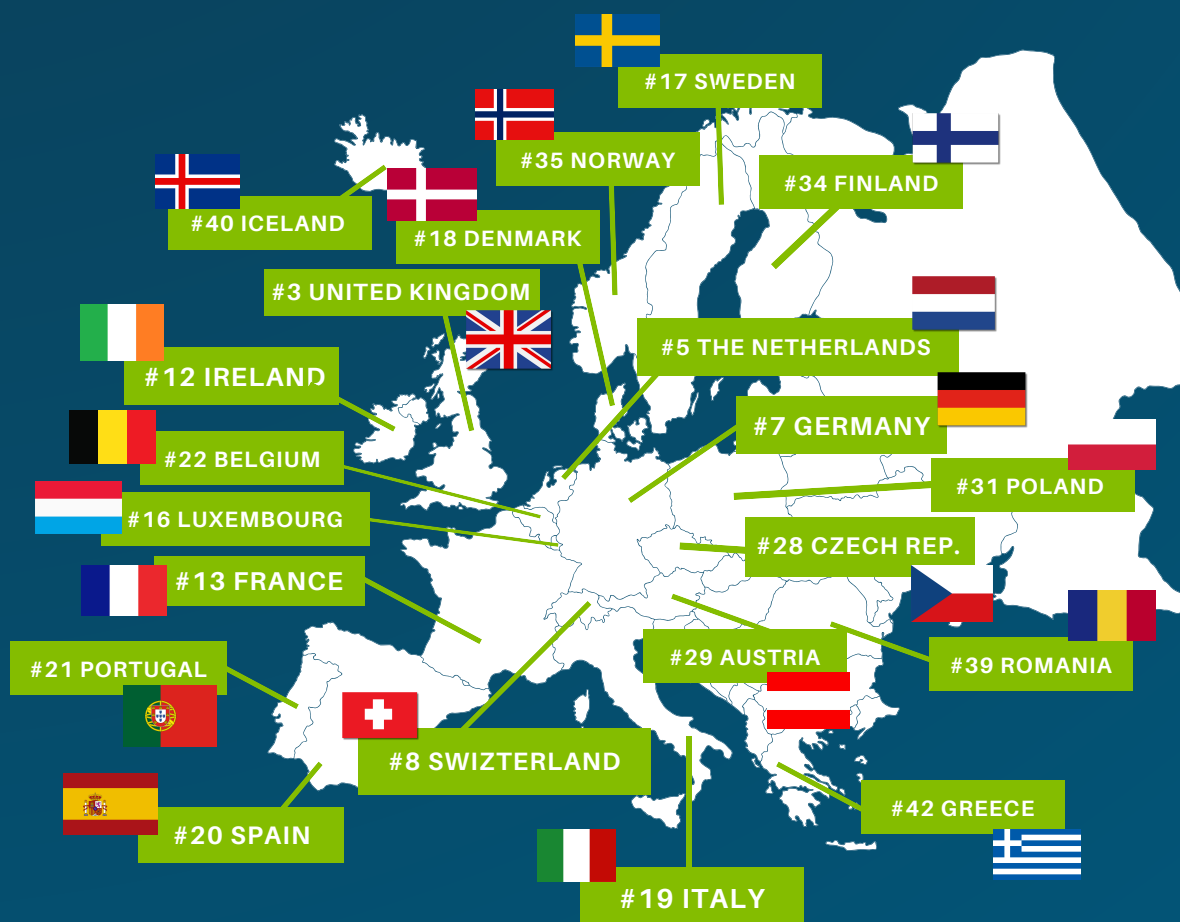 #17 SWEDEN
#35 NORWAY
#34 FINLAND
#40 ICELAND
#18 DENMARK
#3 UNITED KINGDOM
#5 THE NETHERLANDS
#12 IRELAND
#7 GERMANY
#22 BELGIUM
#31 POLAND
#16 LUXEMBOURG
#28 CZECH REP.
#13 FRANCE
#29 AUSTRIA
#39 ROMANIA
#21 PORTUGAL
#8 SWIZTERLAND
#42 GREECE
#20 SPAIN
#19 ITALY